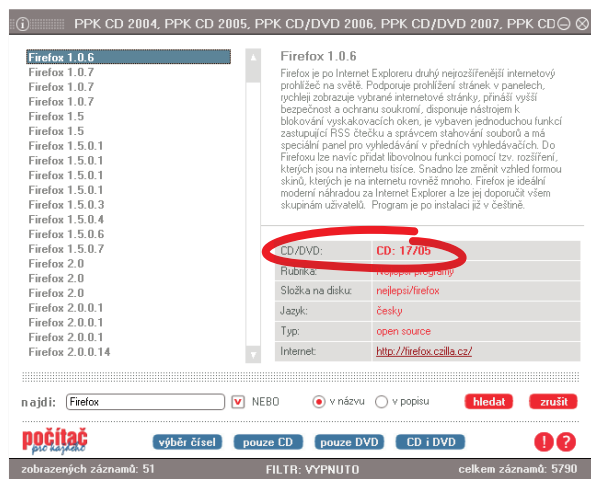 PPK CD 2004, PPK CD 2005, PPK CD/DVD 2006, PPK CD/DVD 2007, PPK CD
Firefox 1.0.6
Firefox 1.0.7
Firefox 1.0.7
Firefox 1.0.7
Firefox 1.5
Firefox 1.5
Firefox 1.5.0.1
Firefox 1.5.0.1
Firefox 1.5.0.1
Firefox 1.5.0.1
Firefox 1.5.0.3
Firefox 1.5.0.4
Firefox 1.5.0.6
Firefox 1.5.0.7
Firefox 2.0
Firefox 2.0
Firefox 2.0
Firefox 2.0.0.1
Firefox 2.0.0.1
Firefox 2.0.0.1
Firefox 2.0.0.14
Firefox 1.0.6
Firefox je po Internet Exploreru druhý nejrozšířenější internetový
prohlížeč na světě. Podporuje prohlížení stránek v panelech,
rychleji zobrazuje vybrané internetové stránky, přináší vyšší
bezpečnost a ochranu soukromí, disponuje nástrojem k
blokování vyskakovacích oken, je vybaven jednoduchou funkcí
zastupující RSS čtečku a správcem stahování souborů a má
speciální panel pro vyhledávání v předních vyhledávačích. Do
Firefoxu lze navíc přidat libovolnou funkci pomocí tzv. rozšíření,
kterých jsou na internetu tisíce. Snadno lze změnit vzhled formou
skinů, kterých je na internetu rovněž mnoho. Firefox je ideální
moderní náhradou za Internet Explorer a lze jej doporučit všem
skupinám uživatelů. Program je po instalaci již v češtině.
CD/DVD: CD: 17/05
Rubrika: Nejlepší programy
Složka na disku: nejlepsi/firefox
Jazyk: česky
Typ: open source
Internet: http://firefox.czilla.cz/
najdi: Firefox V NEBO v názvu v popisu hledat zrušit
počítač
pro každého
výběr čísel pouze CD pouze DVD CD i DVD ! ?
zobrazených záznamů: 51 FILTR: VYPNUTO celkem záznamů: 5790